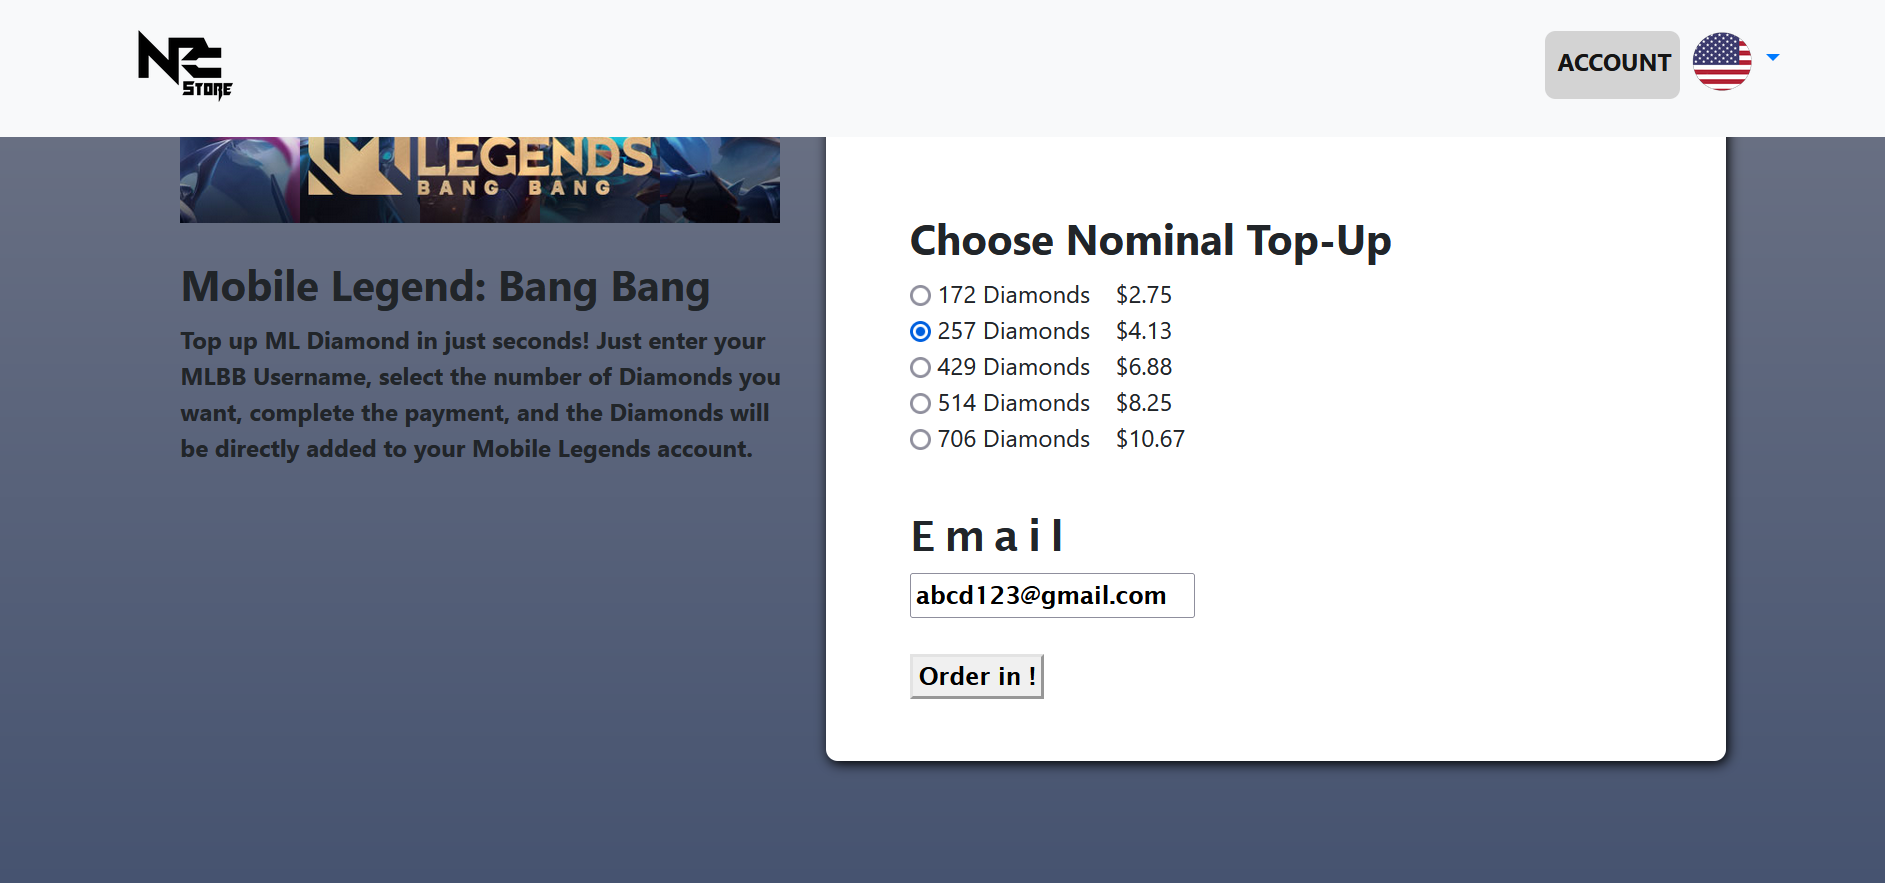 NPC
STORE
ACCOUNT
LEGENDS
BANG BANG
Mobile Legend: Bang Bang
Top up ML Diamond in just seconds! Just enter your
MLBB Username, select the number of Diamonds you
want, complete the payment, and the Diamonds will
be directly added to your Mobile Legends account.
Choose Nominal Top-Up
172 Diamonds $2.75
257 Diamonds $4.13
429 Diamonds $6.88
514 Diamonds $8.25
706 Diamonds $10.67
Email
abcd123@gmail.com
Order in !